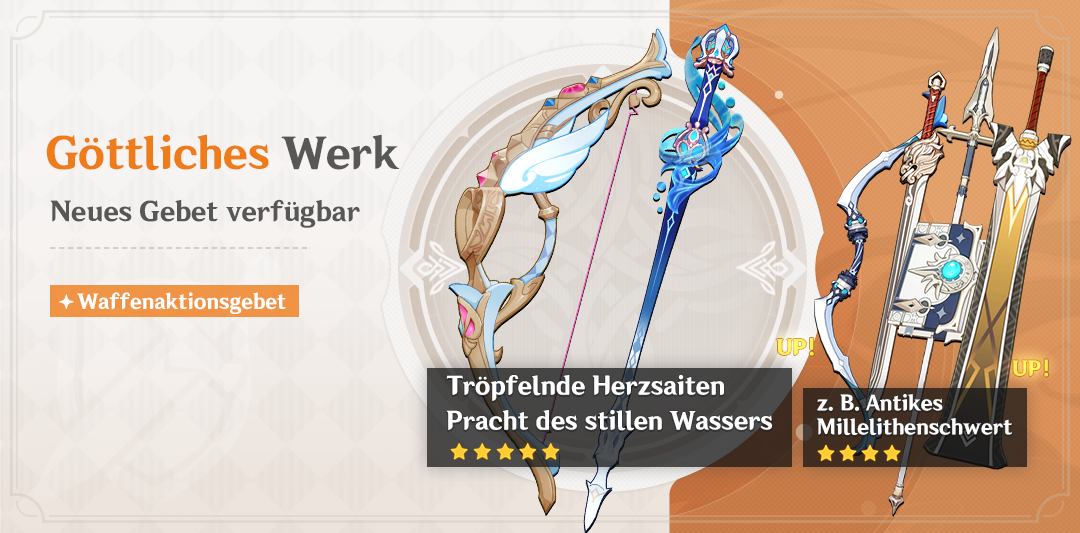 Göttliches Werk
Neues Gebet verfügbar
Waffenaktionsgebet
Tröpfelnde Herzsaiten
Pracht des stillen Wassers
UP!
z. B. Antikes
Millelithenschwert
UP!